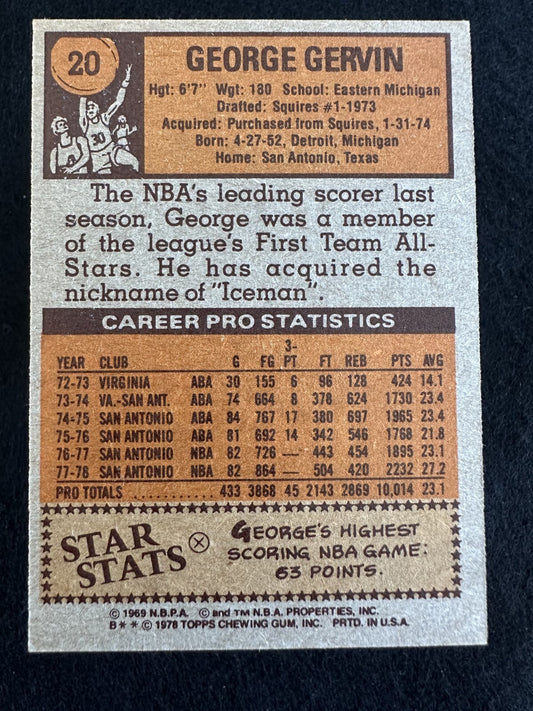 20
GEORGE GERVIN
Hgt: 6'7" Wgt: 180 School: Eastern Michigan
Drafted: Squires #1-1973
Acquired: Purchased from Squires, 1-31-74
Born: 4-27-52, Detroit, Michigan
Home: San Antonio, Texas
30
The NBA's leading scorer last
season, George was a member
of the league's First Team All-
Stars. He has acquired the
nickname of "Iceman".
CAREER PRO STATISTICS
3-
YEAR CLUB G FG PT FT REB PTS AVG
72-73 VIRGINIA ABA 30 155 6 96 128 424 14.1
73-74 VA.-SAN ANT. ABA 74 664 8 378 624 1730 23.4
74-75 SAN ANTONIO ABA 84 767 17 380 697 1965 23.4
75-76 SAN ANTONIO ABA 81 692 14 342 546 1768 21.8
76-77 SAN ANTONIO NBA 82 726 — 443 454 1895 23.1
77-78 SAN ANTONIO NBA 82 864 — 504 420 2232 27.2
PRO TOTALS ........... 433 3868 45 2143 2869 10,014 23.1
STAR
STATS
GEORGE'S HIGHEST
SCORING NBA GAME:
63 POINTS.
© 1969 N.B.P.A. © and TM N.B.A. PROPERTIES, INC.
B * * © 1978 TOPPS CHEWING GUM, INC. PRTD. IN U.S.A.